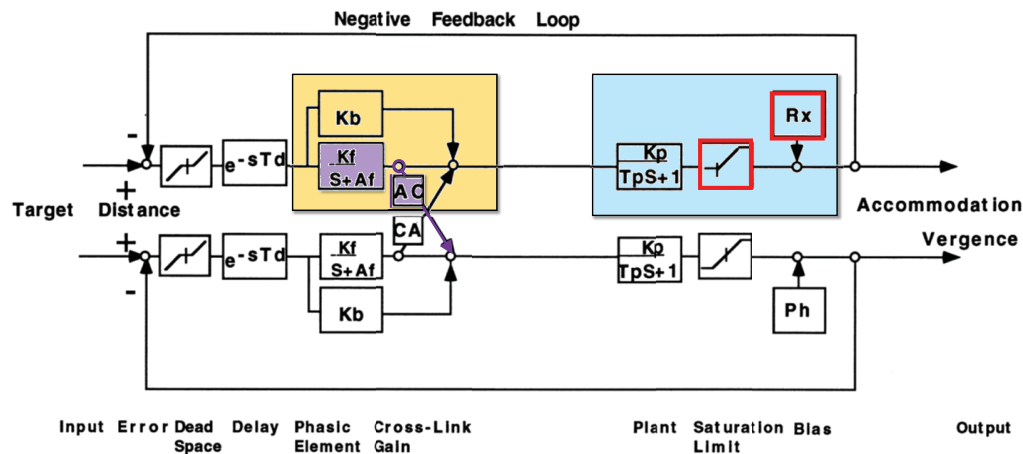 Negative Feedback Loop
Kb
Rx
-
e-sTd
Kf
S+Af
Kp
TpS+1
+
AC
Target Distance
Accommodation
CA
+
Vergence
e-sTd
Kf
S+Af
Kp
TpS+1
-
Kb
Ph
Input Error Dead Space Delay Phasic Element Cross-Link Gain Plant Saturation Limit Bias Output